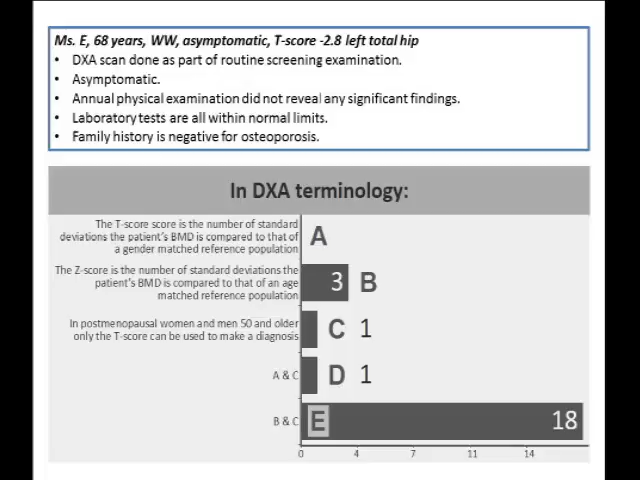 Ms. E, 68 years, WW, asymptomatic, T-score -2.8 left total hip
• DXA scan done as part of routine screening examination.
• Asymptomatic.
• Annual physical examination did not reveal any significant findings.
• Laboratory tests are all within normal limits.
• Family history is negative for osteoporosis.
In DXA terminology:
The T-score score is the number of standard
deviations the patient's BMD is compared to that of
a gender matched reference population
A
The Z-score is the number of standard deviations the
patient's BMD is compared to that of an age
matched reference population
3 B
In postmenopausal women and men 50 and older
only the T-score can be used to make a diagnosis
C 1
A & C
D 1
B & C
E 18
0 4 7 11 14